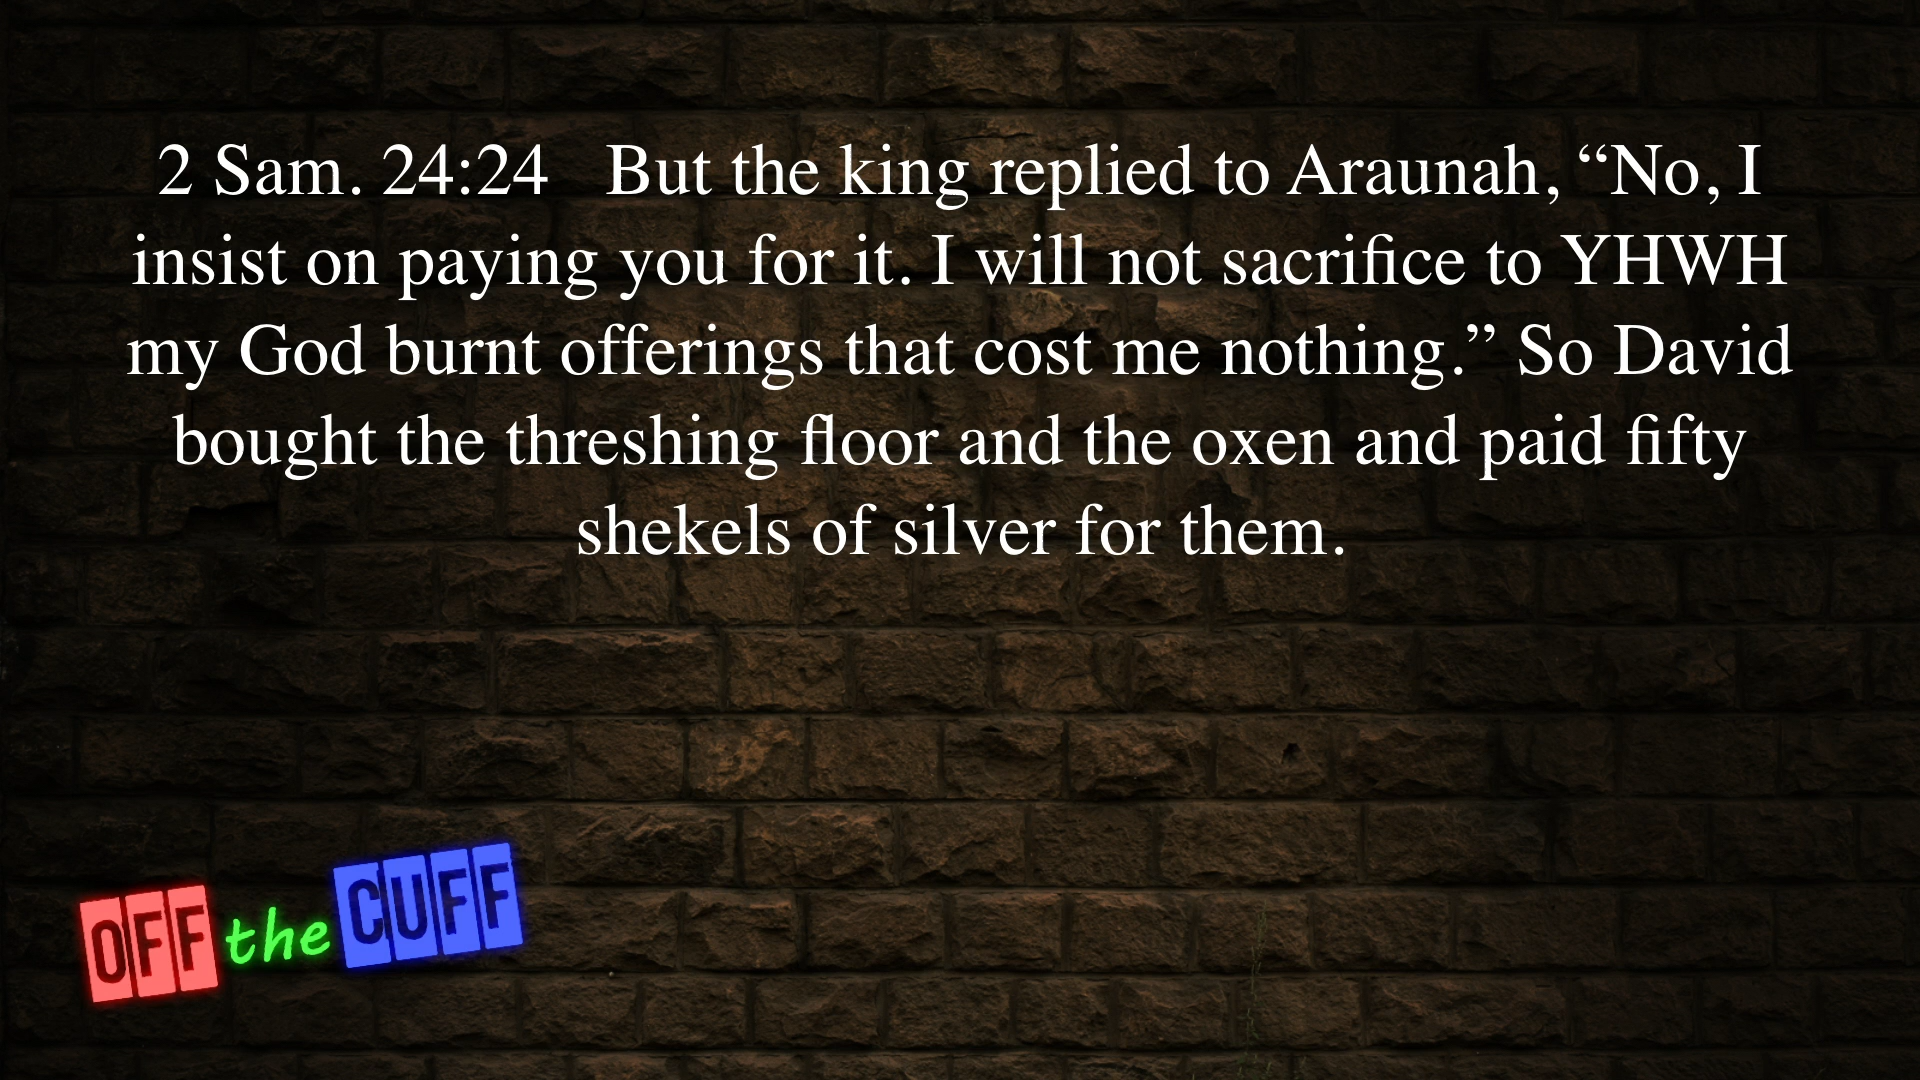 2 Sam. 24:24   But the king replied to Araunah, “No, I
insist on paying you for it. I will not sacrifice to YHWH
my God burnt offerings that cost me nothing.” So David
bought the threshing floor and the oxen and paid fifty
shekels of silver for them.
OFF the CUFF